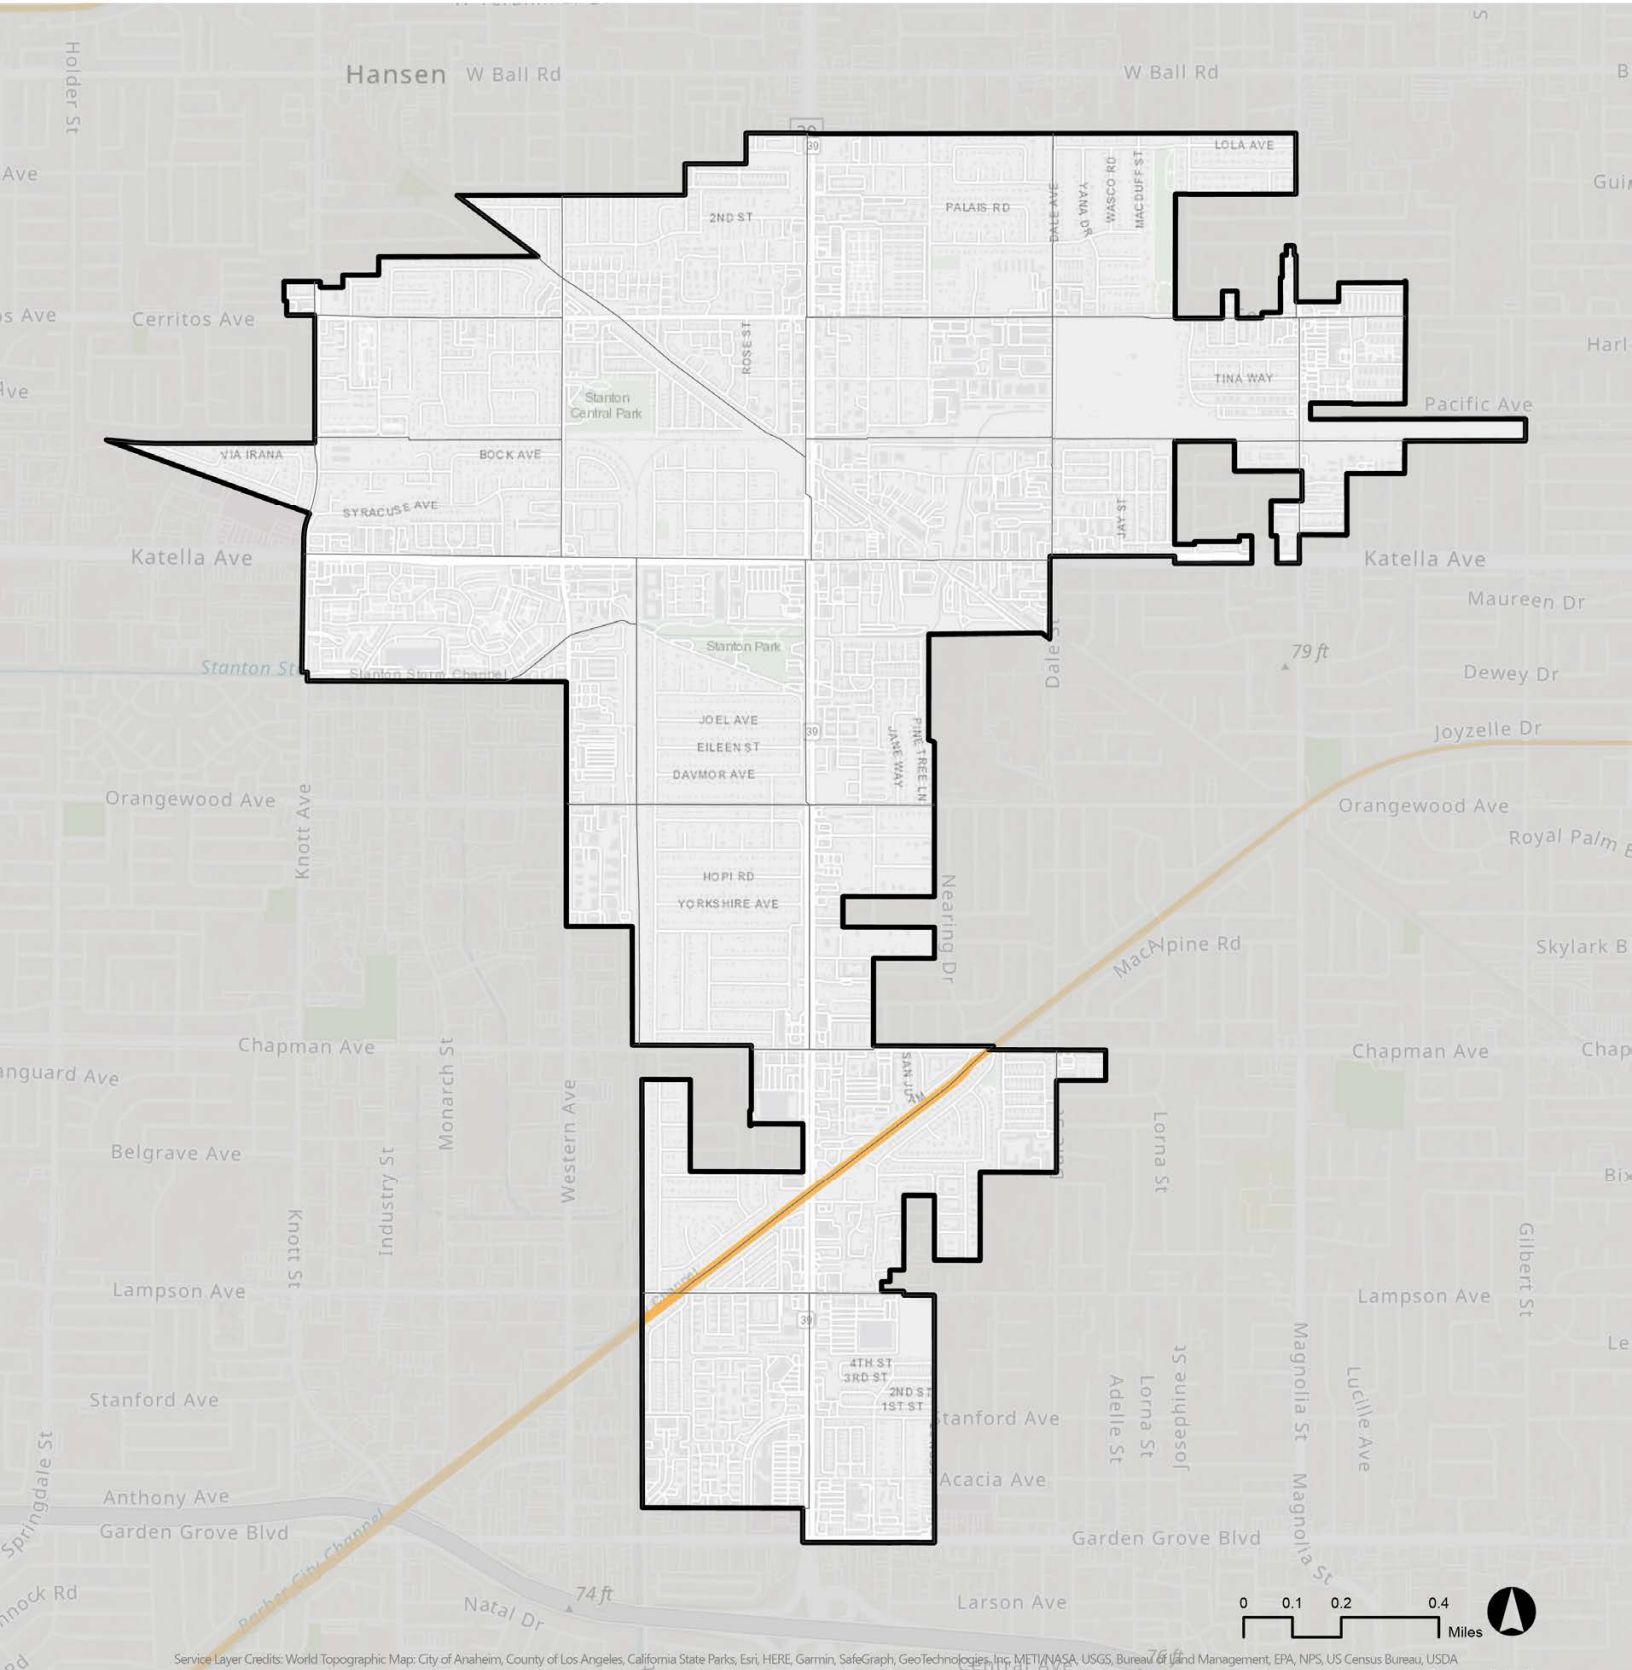 Hansen
W Ball Rd
W Ball Rd
Holder St
39
LOLA AVE
Ave
2ND ST
PALAIS RD
DALE AVE
YANA DR
WASCO RD
MACDUFF ST
Cerritos Ave
ROSE ST
TINA WAY
Stanton
Central Park
Pacific Ave
VIA IRANA
BOCK AVE
SYRACUSE AVE
JAY ST
Katella Ave
Katella Ave
Maureen Dr
Stanton Park
Dale St
79 ft
Dewey Dr
Stanton Storm Channel
JOEL AVE
EILEEN ST
DAVMOR AVE
39
JANE WAY
PINE TREE LN
Joyzelle Dr
Orangewood Ave
Knott Ave
Orangewood Ave
Royal Palm
HOPI RD
YORKSHIRE AVE
Nearing Dr
MacAlpine Rd
Skylark B
Chapman Ave
Chapman Ave
Monarch St
Western Ave
Lorna St
Belgrave Ave
Industry St
Knott St
Gilbert St
Lampson Ave
Channel
Lampson Ave
39
4TH ST
3RD ST
2ND ST
1ST ST
Stanford Ave
Stanford Ave
Adelle St
Lorna St
Josephine St
Magnolia St
Lucille Ave
Springdale St
Acacia Ave
Anthony Ave
Garden Grove Blvd
Garden Grove Blvd
Magnolia St
Barber City Channel
74 ft
Natal Dr
Larson Ave
0 0.1 0.2 0.4
Miles
76 ft
Service Layer Credits: World Topographic Map: City of Anaheim, County of Los Angeles, California State Parks, Esri, HERE, Garmin, SafeGraph, GeoTechnologies, Inc, METI/NASA, USGS, Bureau of Land Management, EPA, NPS, US Census Bureau, USDA